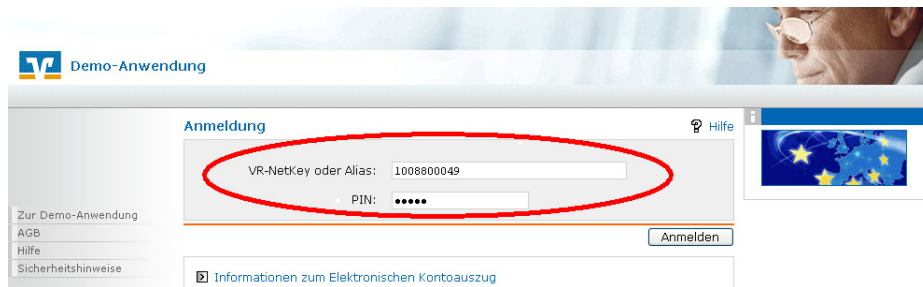 Demo-Anwendung
Anmeldung
Hilfe
VR-NetKey oder Alias: 1008800049
PIN: •••••
Anmelden
Zur Demo-Anwendung
AGB
Hilfe
Sicherheitshinweise
Informationen zum Elektronischen Kontoauszug